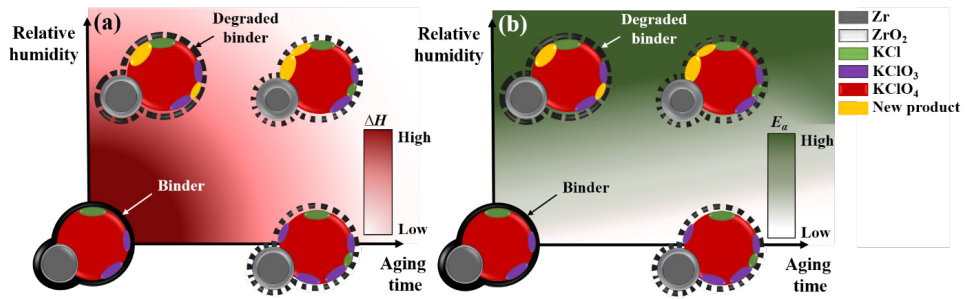 (a)
Relative
humidity
Degraded
binder
ΔH
High
Low
Binder
Aging
time
(b)
Relative
humidity
Degraded
binder
Eα
High
Low
Binder
Aging
time
Zr
ZrO₂
KCl
KClO₃
KClO₄
New product